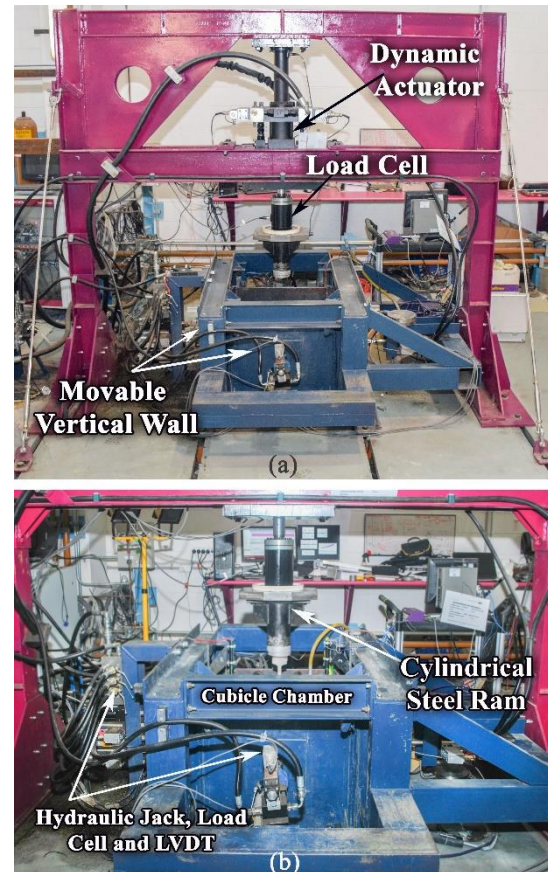 Dynamic
Actuator
Load Cell
Movable
Vertical Wall
(a)
Cylindrical
Steel Ram
Cubicle Chamber
Hydraulic Jack, Load
Cell and LVDT
(b)